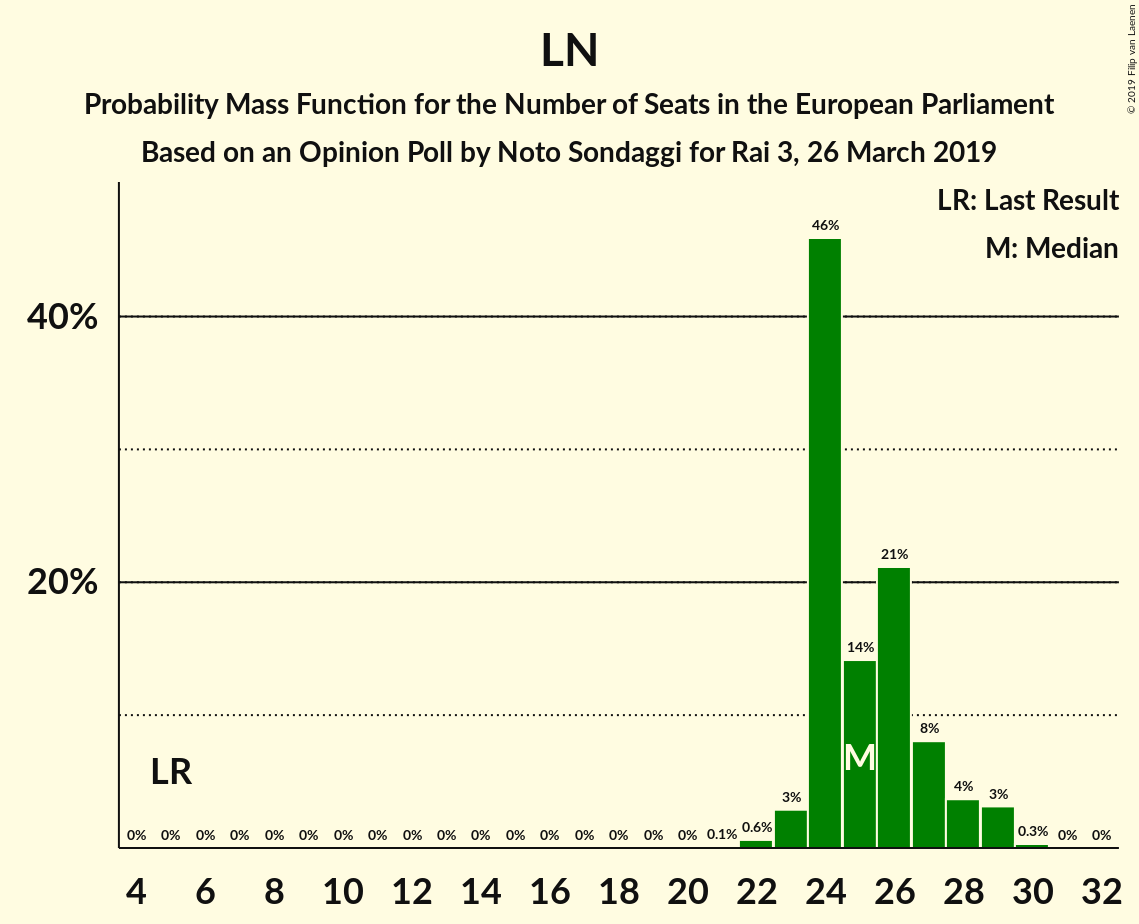 LN
Probability Mass Function for the Number of Seats in the European Parliament
Based on an Opinion Poll by Noto Sondaggi for Rai 3, 26 March 2019
© 2019 Filip van Laenen
LR: Last Result
M: Median
46%
40%
21%
20%
14%
M
8%
LR
4%
3%
3%
0% 0% 0% 0% 0% 0% 0% 0% 0% 0% 0% 0% 0% 0% 0% 0% 0% 0.1% 0.6% 0.3% 0% 0%
4 6 8 10 12 14 16 18 20 22 24 26 28 30 32